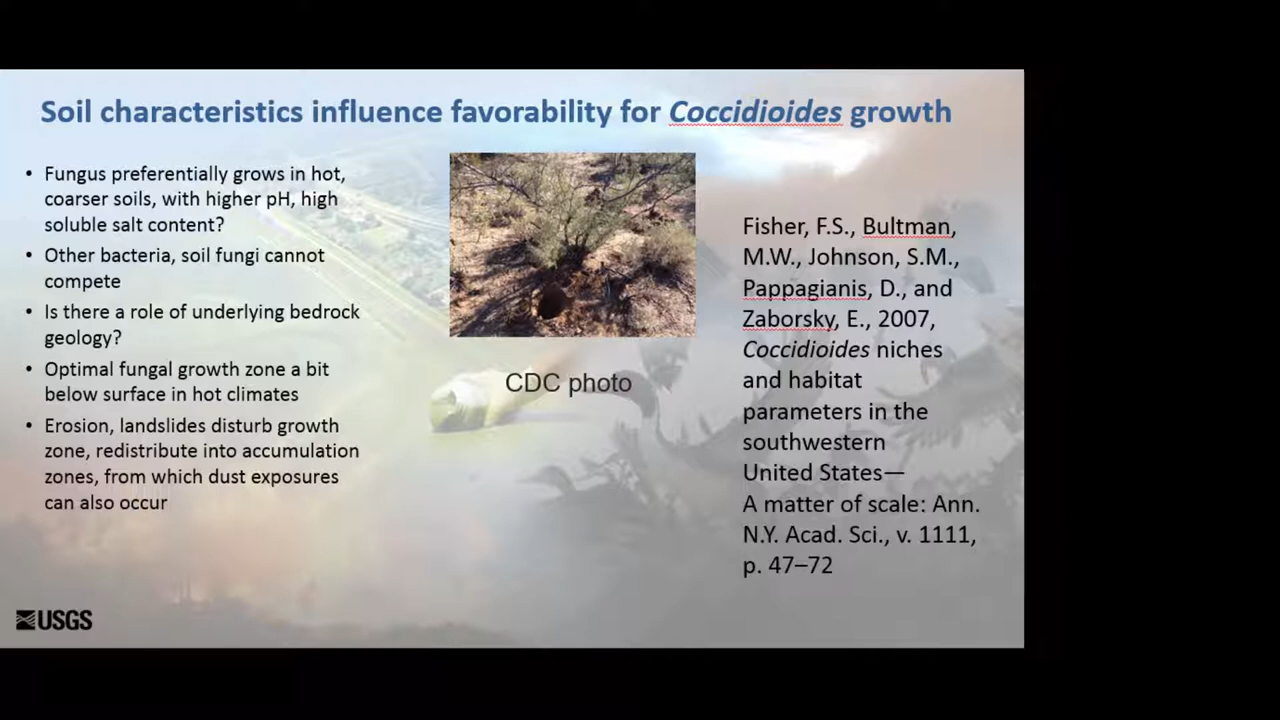 Soil characteristics influence favorability for Coccidioides growth
• Fungus preferentially grows in hot,
coarser soils, with higher pH, high
soluble salt content?
• Other bacteria, soil fungi cannot
compete
• Is there a role of underlying bedrock
geology?
• Optimal fungal growth zone a bit
below surface in hot climates
• Erosion, landslides disturb growth
zone, redistribute into accumulation
zones, from which dust exposures
can also occur
CDC photo
Fisher, F.S., Bultman,
M.W., Johnson, S.M.,
Pappagianis, D., and
Zaborsky, E., 2007,
Coccidioides niches
and habitat
parameters in the
southwestern
United States—
A matter of scale: Ann.
N.Y. Acad. Sci., v. 1111,
p. 47–72
USGS